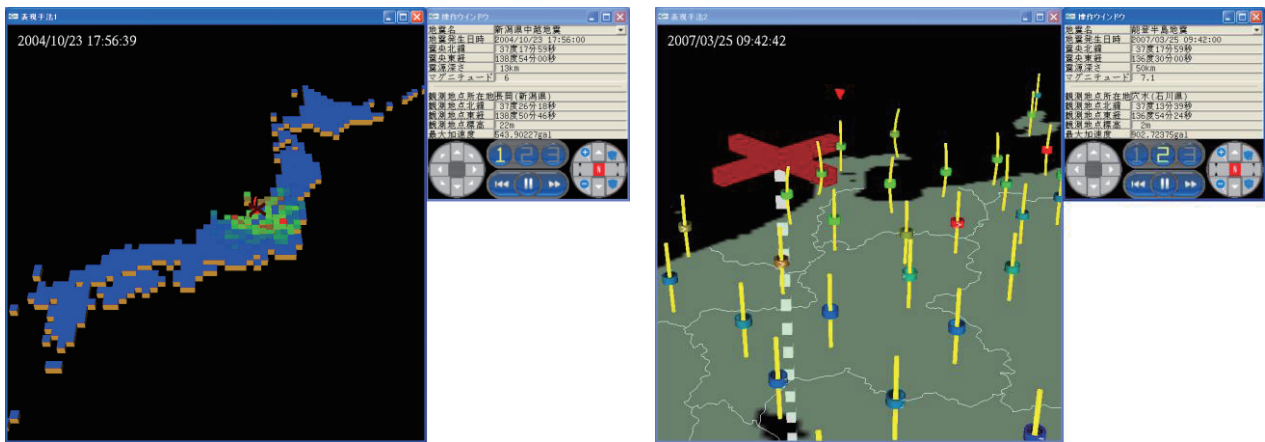 表現手法1
2004/10/23 17:56:39
操作ウインドウ
地震名 新潟県中越地震
地震発生日時 2004/10/23 17:56:00
震央北緯 37度17分59秒
震央東経 138度54分00秒
震源深さ 13km
マグニチュード 6
観測地点所在地 長岡(新潟県)
観測地点北緯 37度26分18秒
観測地点東経 138度50分46秒
観測地点標高 22m
最大加速度 543.90227gal
1 2 3
N
表現手法2
2007/03/25 09:42:42
操作ウインドウ
地震名 能登半島地震
地震発生日時 2007/03/25 09:42:00
震央北緯 37度17分59秒
震央東経 136度30分00秒
震源深さ 50km
マグニチュード 7.1
観測地点所在地 穴水(石川県)
観測地点北緯 37度13分39秒
観測地点東経 136度54分24秒
観測地点標高 2m
最大加速度 902.72375gal
1 2 3
N